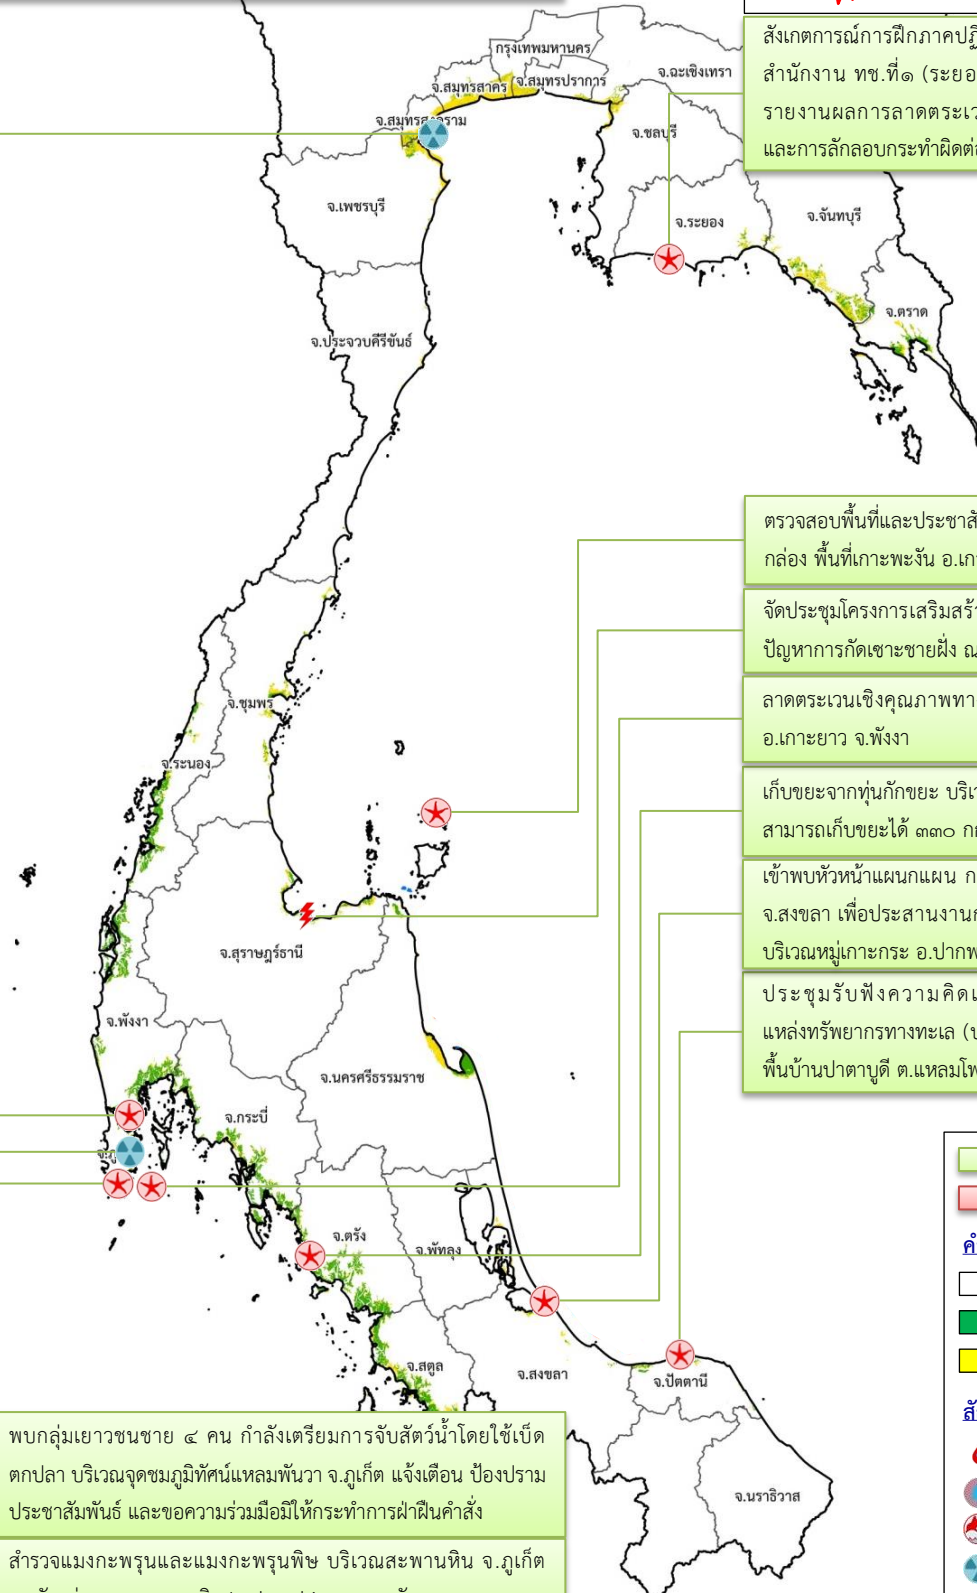 กรุงเทพมหานคร
จ.สมุทรสาคร
จ.สมุทรปราการ
จ.ฉะเชิงเทรา
จ.สมุทรสงคราม
จ.ชลบุรี
จ.เพชรบุรี
จ.ระยอง
จ.จันทบุรี
จ.ตราด
จ.ประจวบคีรีขันธ์
จ.ชุมพร
จ.ระนอง
จ.สุราษฎร์ธานี
จ.พังงา
จ.นครศรีธรรมราช
จ.กระบี่
จ.ตรัง
จ.พัทลุง
จ.สตูล
จ.สงขลา
จ.ปัตตานี
จ.นราธิวาส
สังเกตการณ์การฝึกภาคปฏิ
สำนักงาน ทช.ที่๑ (ระยอ
รายงานผลการลาดตระเว
และการลักลอบกระทำผิดต่
ตรวจสอบพื้นที่และประชาสั
กล่อง พื้นที่เกาะพะงัน อ.เก
จัดประชุมโครงการเสริมสร้
ปัญหาการกัดเซาะชายฝั่ง ณ
ลาดตระเวนเชิงคุณภาพทา
อ.เกาะยาว จ.พังงา
เก็บขยะจากทุ่นกักขยะ บริเว
สามารถเก็บขยะได้ ๓๓๐ กก
เข้าพบหัวหน้าแผนกแผน ก
จ.สงขลา เพื่อประสานงานก
บริเวณหมู่เกาะกระ อ.ปากพ
ประชุมรับฟังความคิดเ
แหล่งทรัพยากรทางทะเล (ป
พื้นบ้านปาตาบูดี ต.แหลมโพ
พบกลุ่มเยาวชนชาย ๔ คน กำลังเตรียมการจับสัตว์น้ำโดยใช้เบ็ด
ตกปลา บริเวณจุดชมภูมิทัศน์แหลมพันวา จ.ภูเก็ต แจ้งเตือน ป้องปราม
ประชาสัมพันธ์ และขอความร่วมมือมิให้กระทำการฝ่าฝืนคำสั่ง
สำรวจแมงกะพรุนและแมงกะพรุนพิษ บริเวณสะพานหิน จ.ภูเก็ต